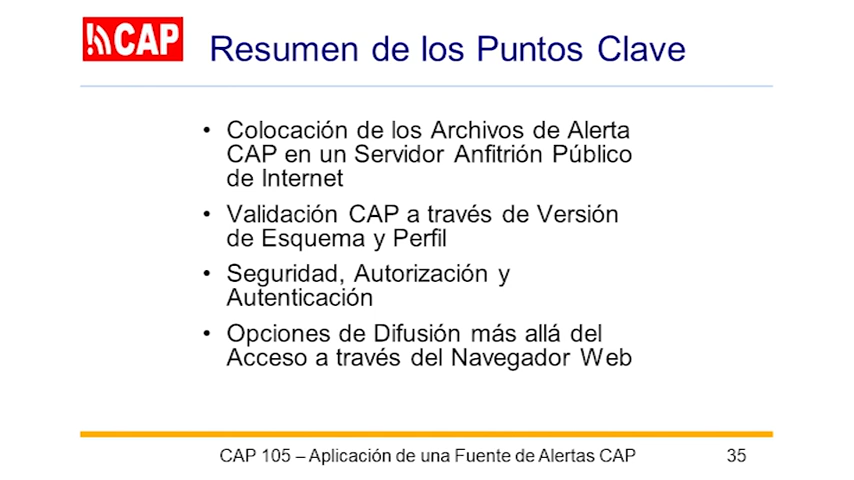 CAP
Resumen de los Puntos Clave
• Colocación de los Archivos de Alerta
CAP en un Servidor Anfitrión Público
de Internet
• Validación CAP a través de Versión
de Esquema y Perfil
• Seguridad, Autorización y
Autenticación
• Opciones de Difusión más allá del
Acceso a través del Navegador Web
CAP 105 – Aplicación de una Fuente de Alertas CAP 35